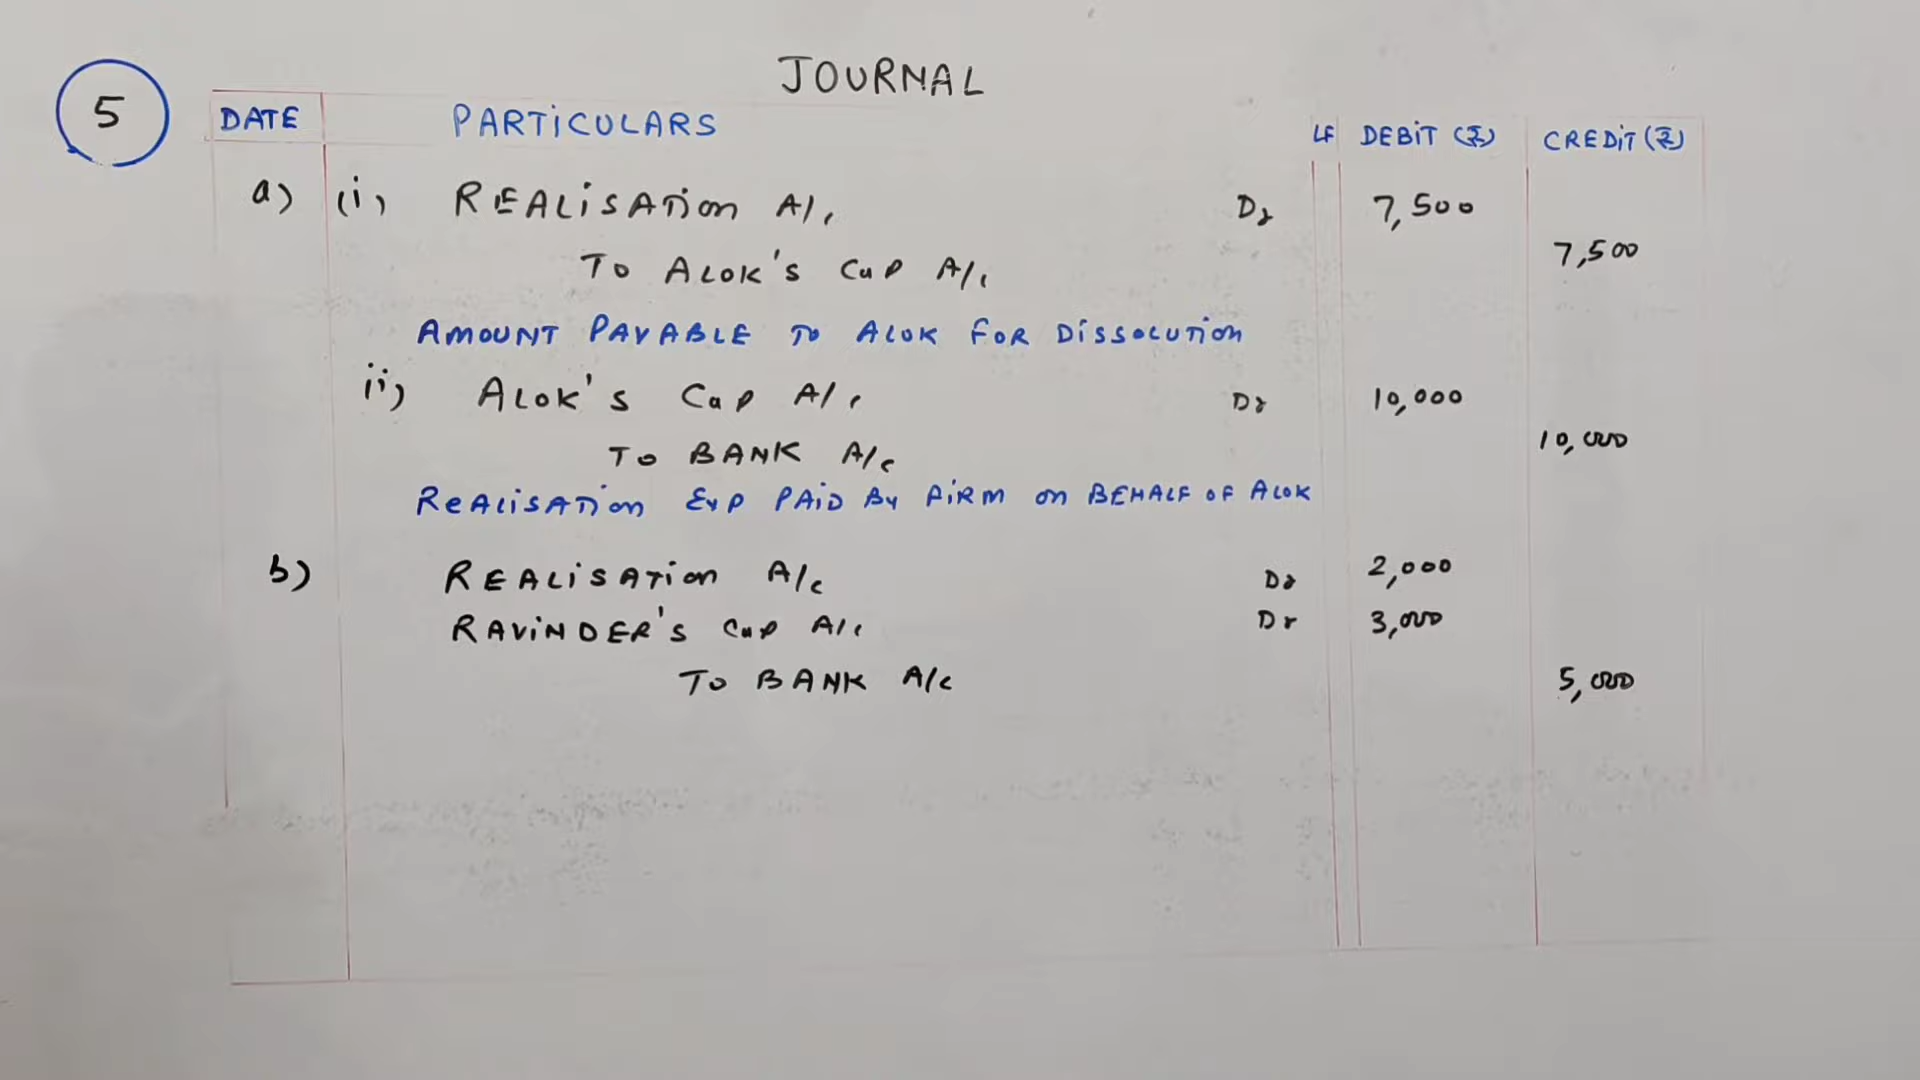 JOURNAL
5
DATE PARTICULARS LF DEBIT (₹) CREDIT (₹)
a) (i) REALISATION A/c Dr 7,500
TO ALOK'S CAP A/c 7,500
AMOUNT PAYABLE TO ALOK FOR DISSOLUTION
ii) ALOK'S CAP A/c Dr 10,000
TO BANK A/c 10,000
REALISATION EXP PAID BY FIRM ON BEHALF OF ALOK
b) REALISATION A/c Dr 2,000
RAVINDER'S CAP A/c Dr 3,000
TO BANK A/c 5,000